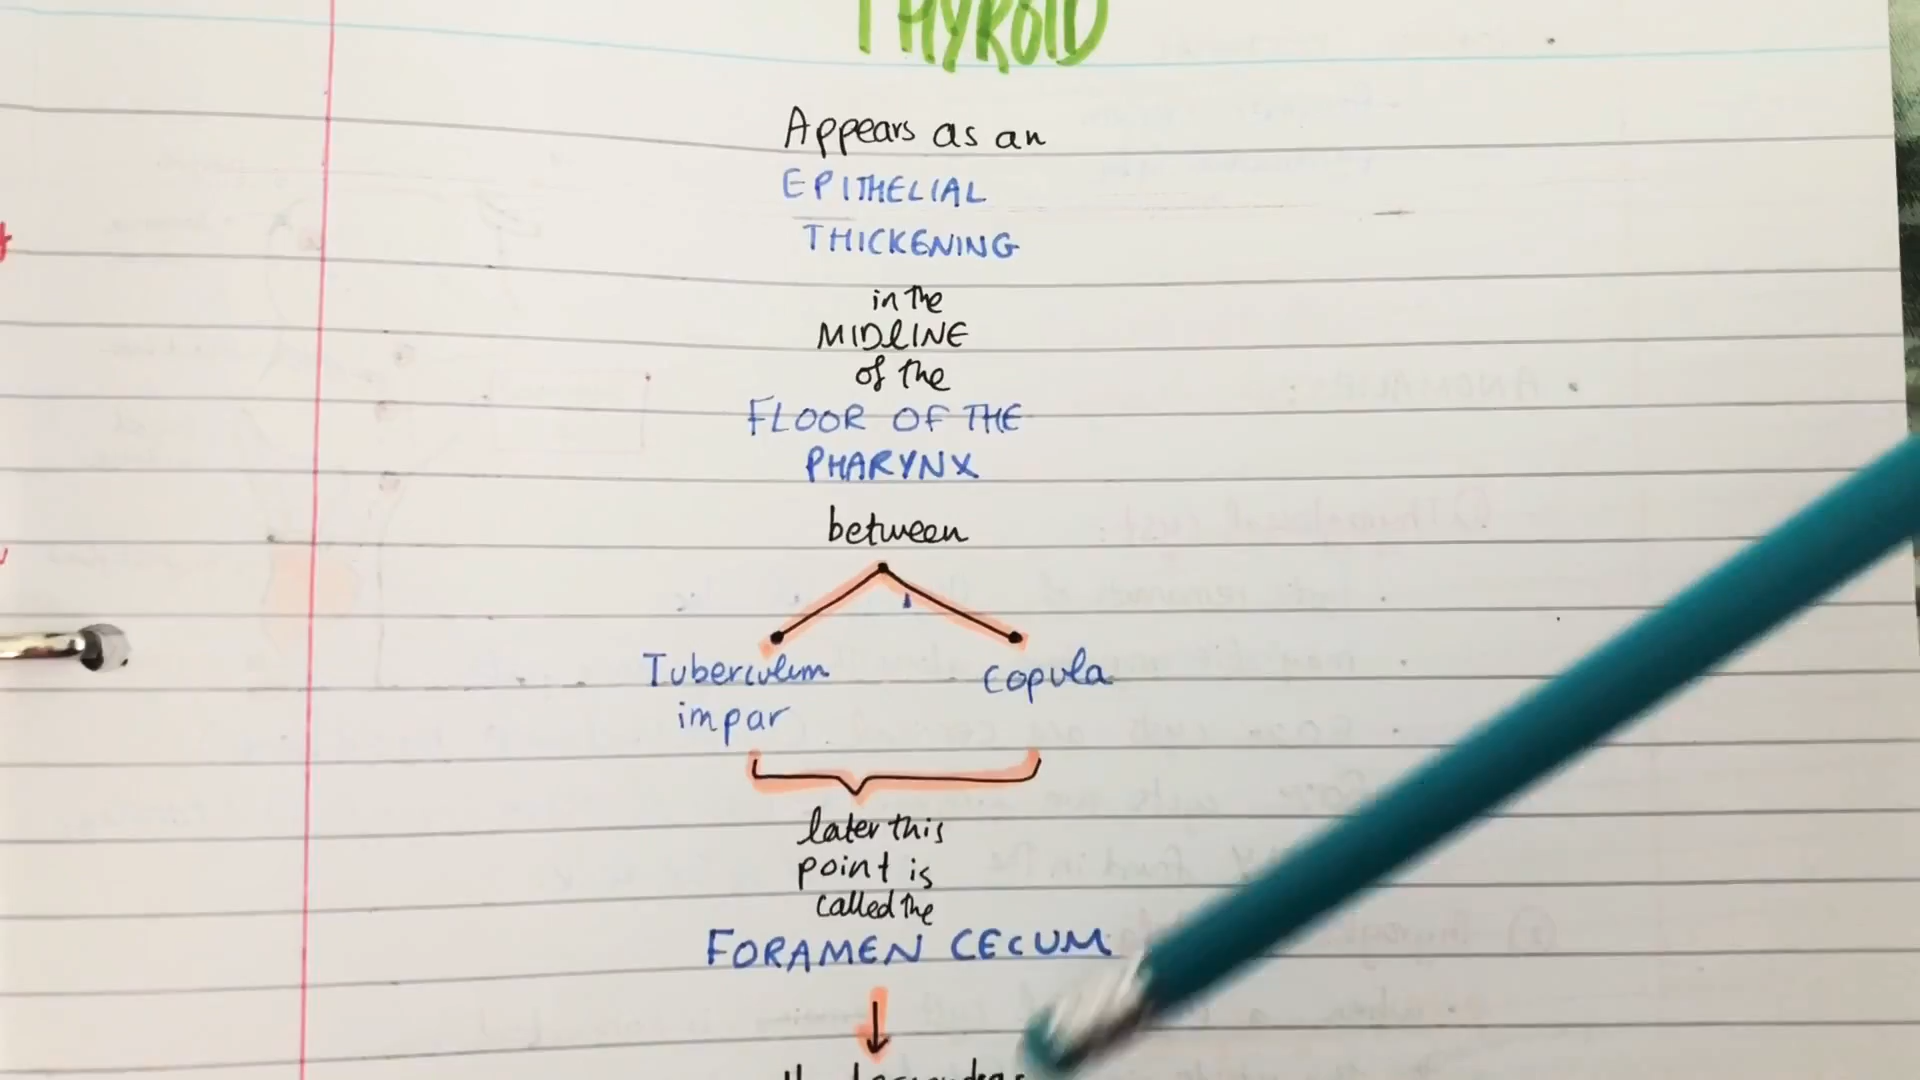 THYROID
Appears as an
EPITHELIAL
THICKENING
in the
MIDLINE
of the
FLOOR OF THE
PHARYNX
between
Tuberculum
impar
copula
later this
point is
called the
FORAMEN CECUM